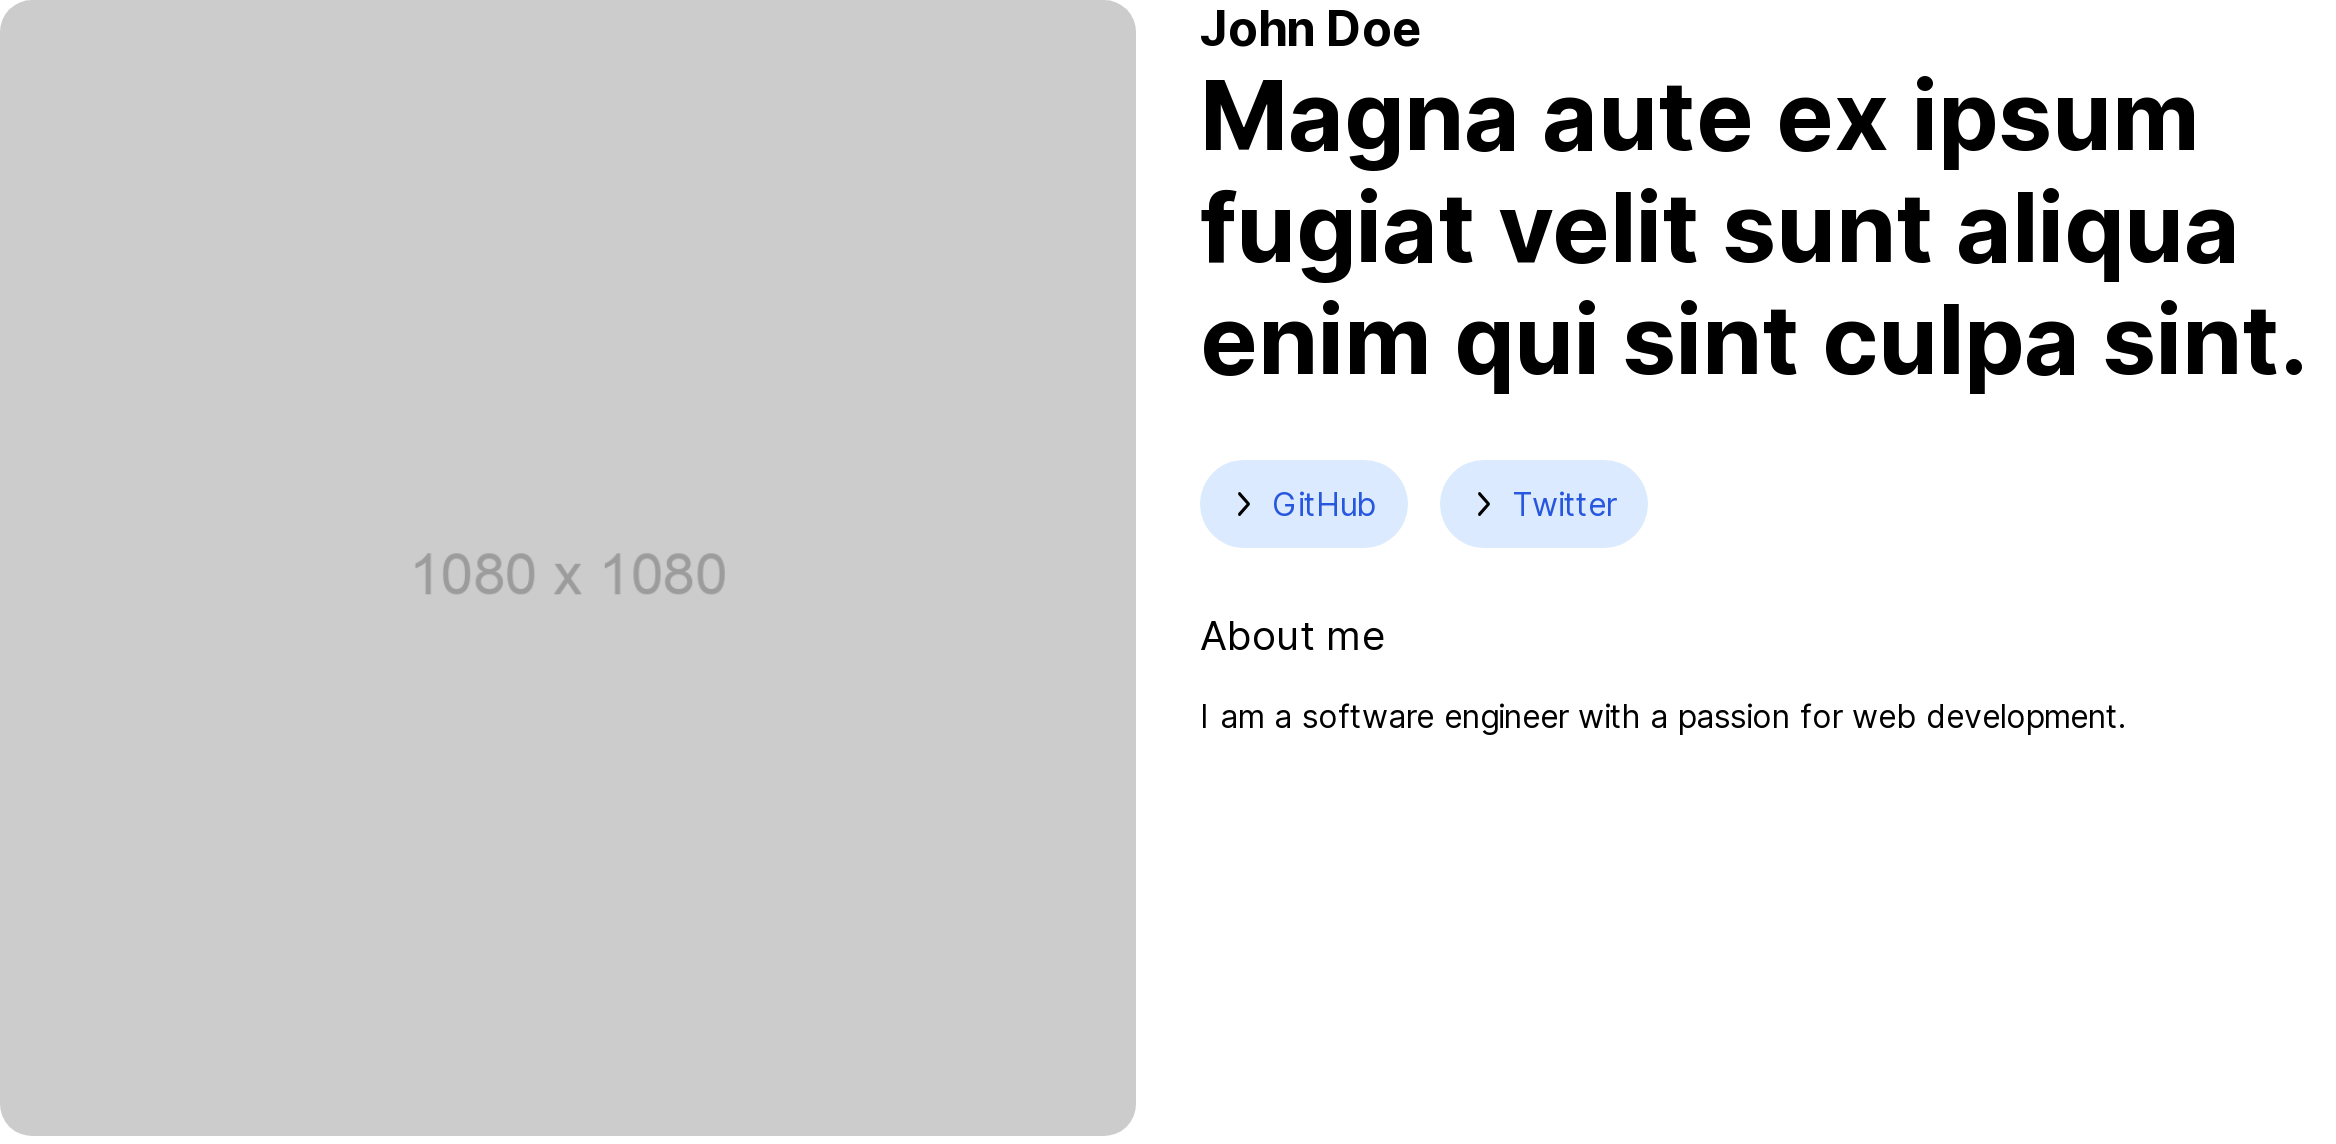 1080 x 1080
John Doe
Magna aute ex ipsum
fugiat velit sunt aliqua
enim qui sint culpa sint.
GitHub
Twitter
About me
I am a software engineer with a passion for web development.